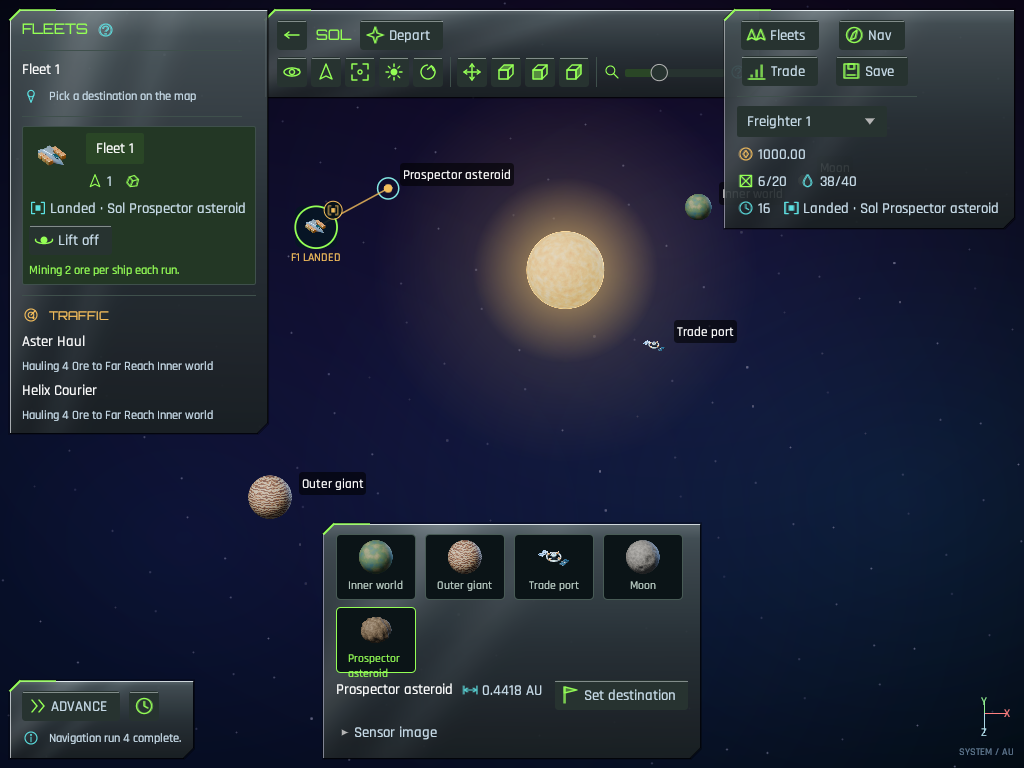 FLEETS
Fleet 1
Pick a destination on the map
Fleet 1
1
Landed · Sol Prospector asteroid
Lift off
Mining 2 ore per ship each run.
TRAFFIC
Aster Haul
Hauling 4 Ore to Far Reach Inner world
Helix Courier
Hauling 4 Ore to Far Reach Inner world
SOL
Depart
Fleets
Nav
Trade
Save
Freighter 1
1000.00
Moon
6/20
38/40
Inner world
16
Landed · Sol Prospector asteroid
Prospector asteroid
F1 LANDED
Trade port
Outer giant
Inner world
Outer giant
Trade port
Moon
Prospector
asteroid
Prospector asteroid
0.4418 AU
Set destination
Sensor image
ADVANCE
Navigation run 4 complete.
Y
X
Z
SYSTEM / AU